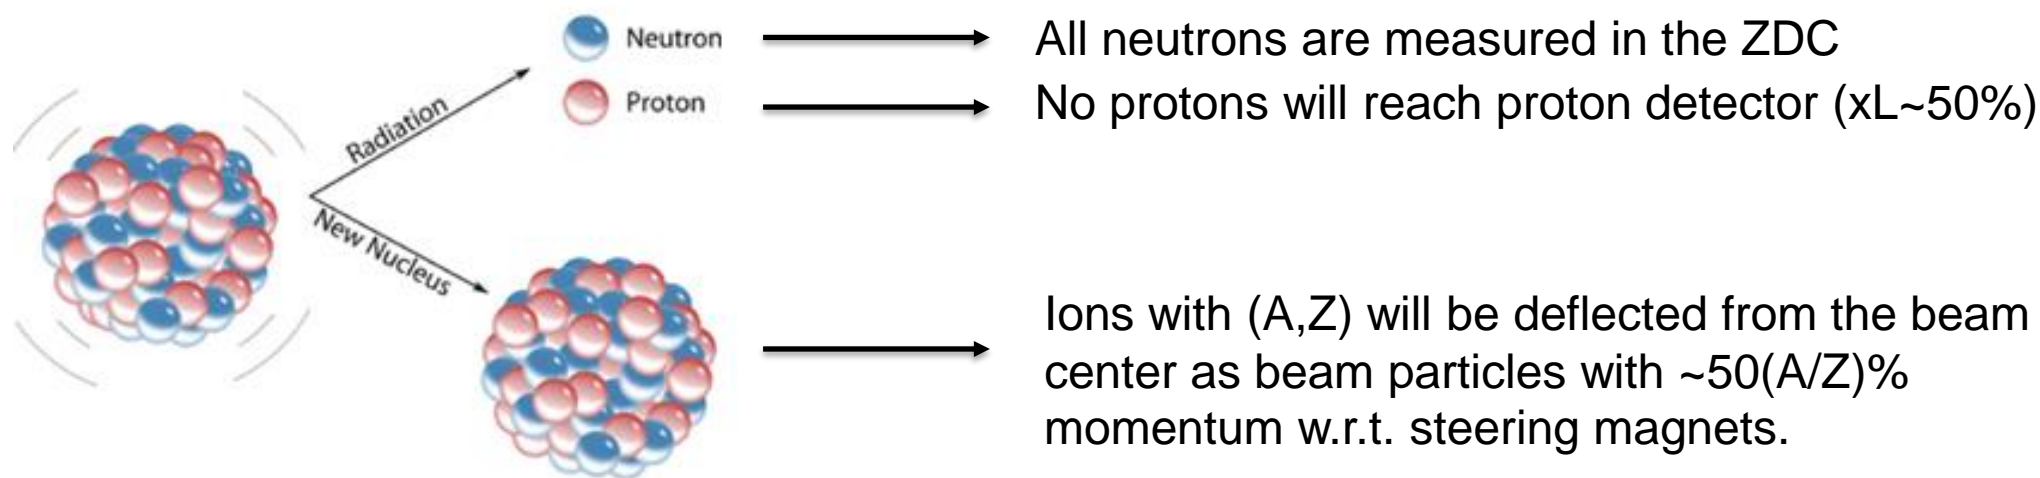 Neutron
All neutrons are measured in the ZDC
Proton
No protons will reach proton detector (xL~50%)
Radiation
New Nucleus
Ions with (A,Z) will be deflected from the beam
center as beam particles with ~50(A/Z)%
momentum w.r.t. steering magnets.